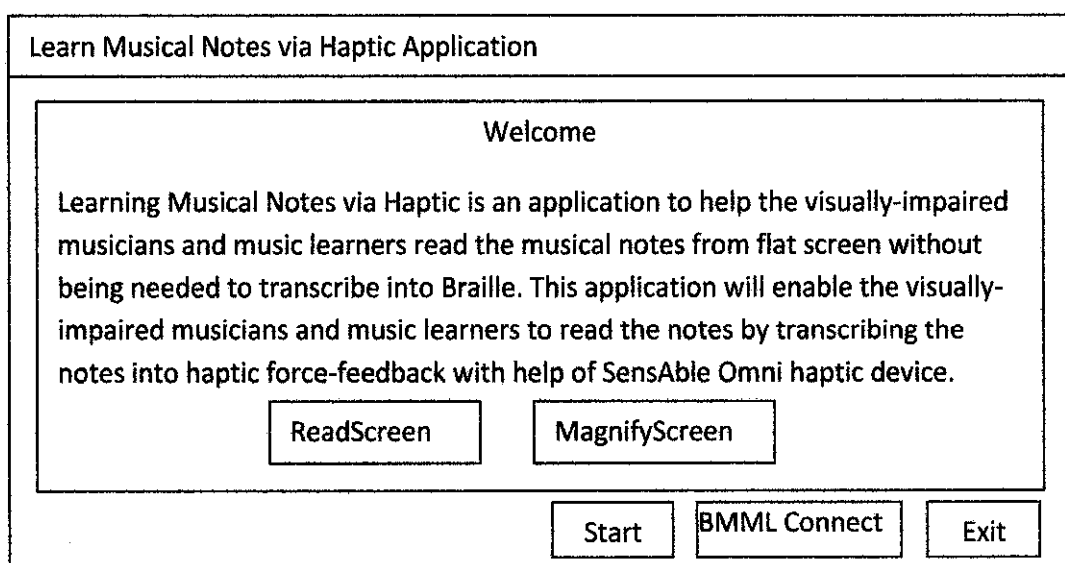 Learn Musical Notes via Haptic Application
Welcome
Learning Musical Notes via Haptic is an application to help the visually-impaired
musicians and music learners read the musical notes from flat screen without
being needed to transcribe into Braille. This application will enable the visually-
impaired musicians and music learners to read the notes by transcribing the
notes into haptic force-feedback with help of SensAble Omni haptic device.
ReadScreen MagnifyScreen
Start BMML Connect Exit